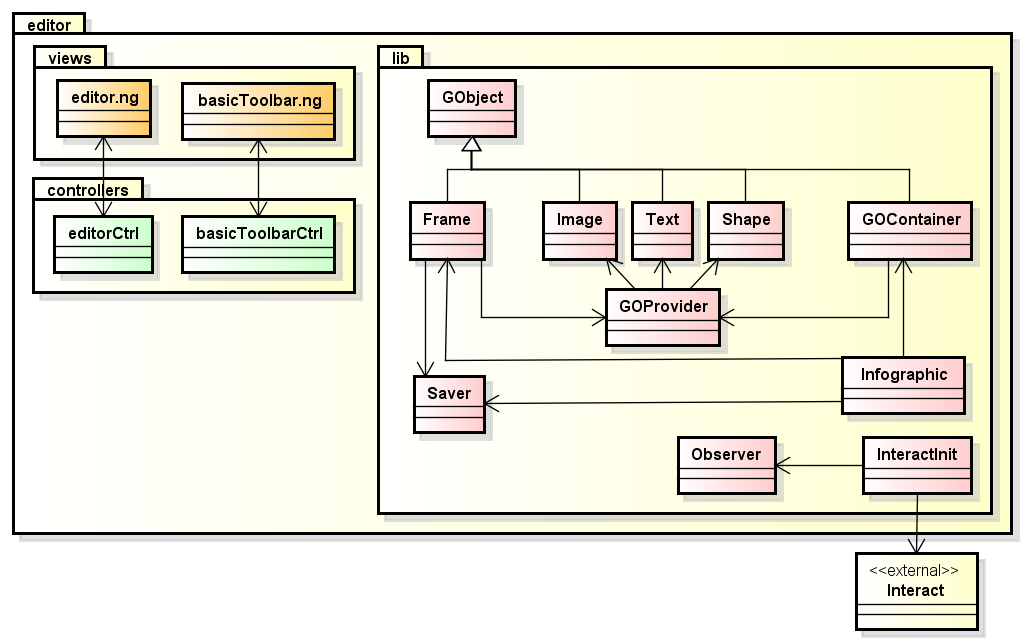 editor
views
lib
editor.ng
basicToolbar.ng
GObject
controllers
editorCtrl
basicToolbarCtrl
Frame
Image
Text
Shape
GOContainer
GOProvider
Saver
Infographic
Observer
InteractInit
<<external>>
Interact